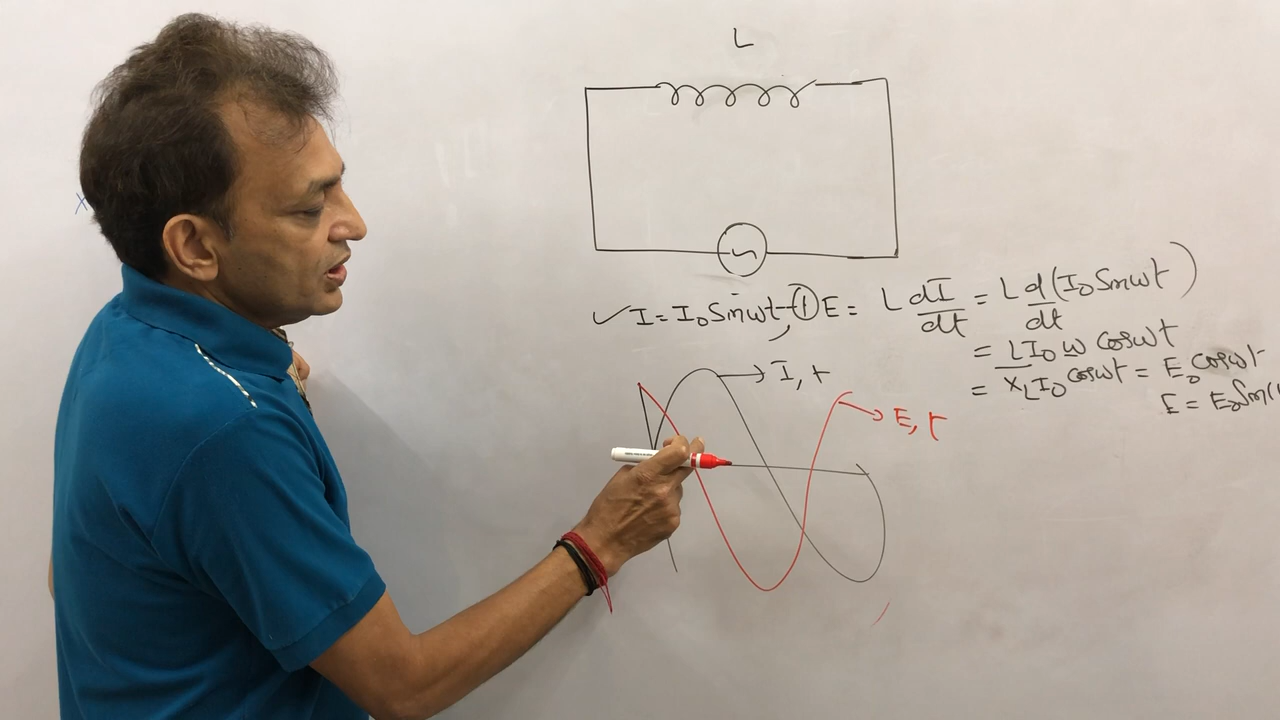 L
I = I₀ Sinωt - ① E = L dI/dt = L d/dt (I₀ Sinωt)
= L I₀ ω cosωt
= X_L I₀ cosωt = E₀ cosωt
E = E₀ Sin(
I, t
E, t